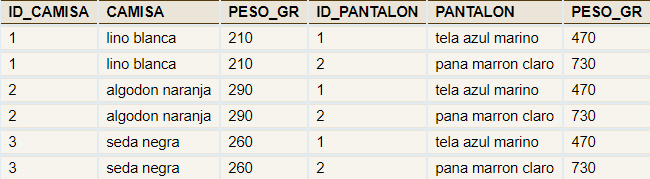 ID_CAMISA CAMISA PESO_GR ID_PANTALON PANTALON PESO_GR
1 lino blanca 210 1 tela azul marino 470
1 lino blanca 210 2 pana marron claro 730
2 algodon naranja 290 1 tela azul marino 470
2 algodon naranja 290 2 pana marron claro 730
3 seda negra 260 1 tela azul marino 470
3 seda negra 260 2 pana marron claro 730